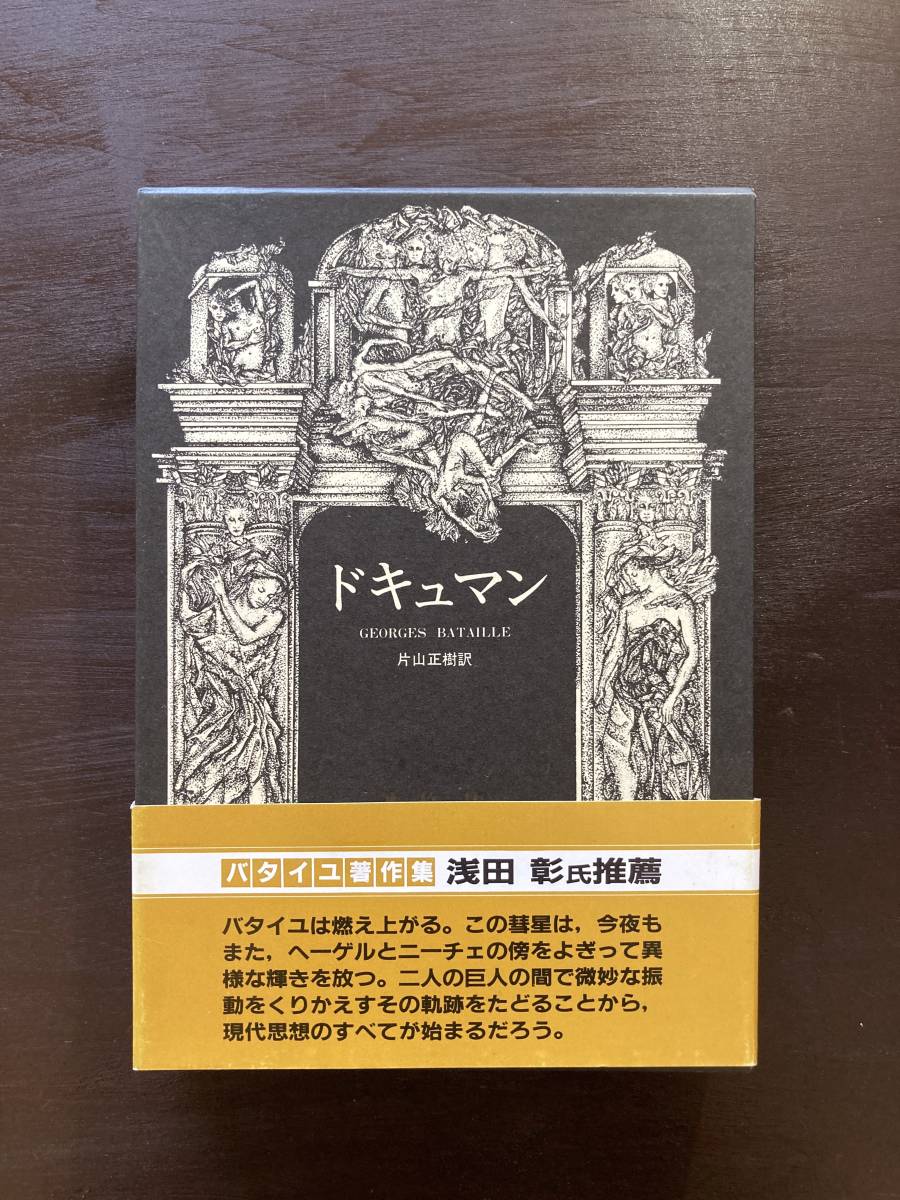 ドキュマン
GEORGES BATAILLE
片山正樹訳
バタイユ著作集 浅田 彰氏推薦
バタイユは燃え上がる。この彗星は，今夜も
また，ヘーゲルとニーチェの傍をよぎって異
様な輝きを放つ。二人の巨人の間で微妙な振
動をくりかえすその軌跡をたどることから，
現代思想のすべてが始まるだろう。